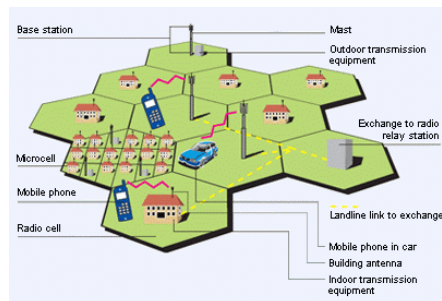 Base station
Mast
Outdoor transmission
equipment
Exchange to radio
relay station
Microcell
Mobile phone
Radio cell
Landline link to exchange
Mobile phone in car
Building antenna
Indoor transmission
equipment